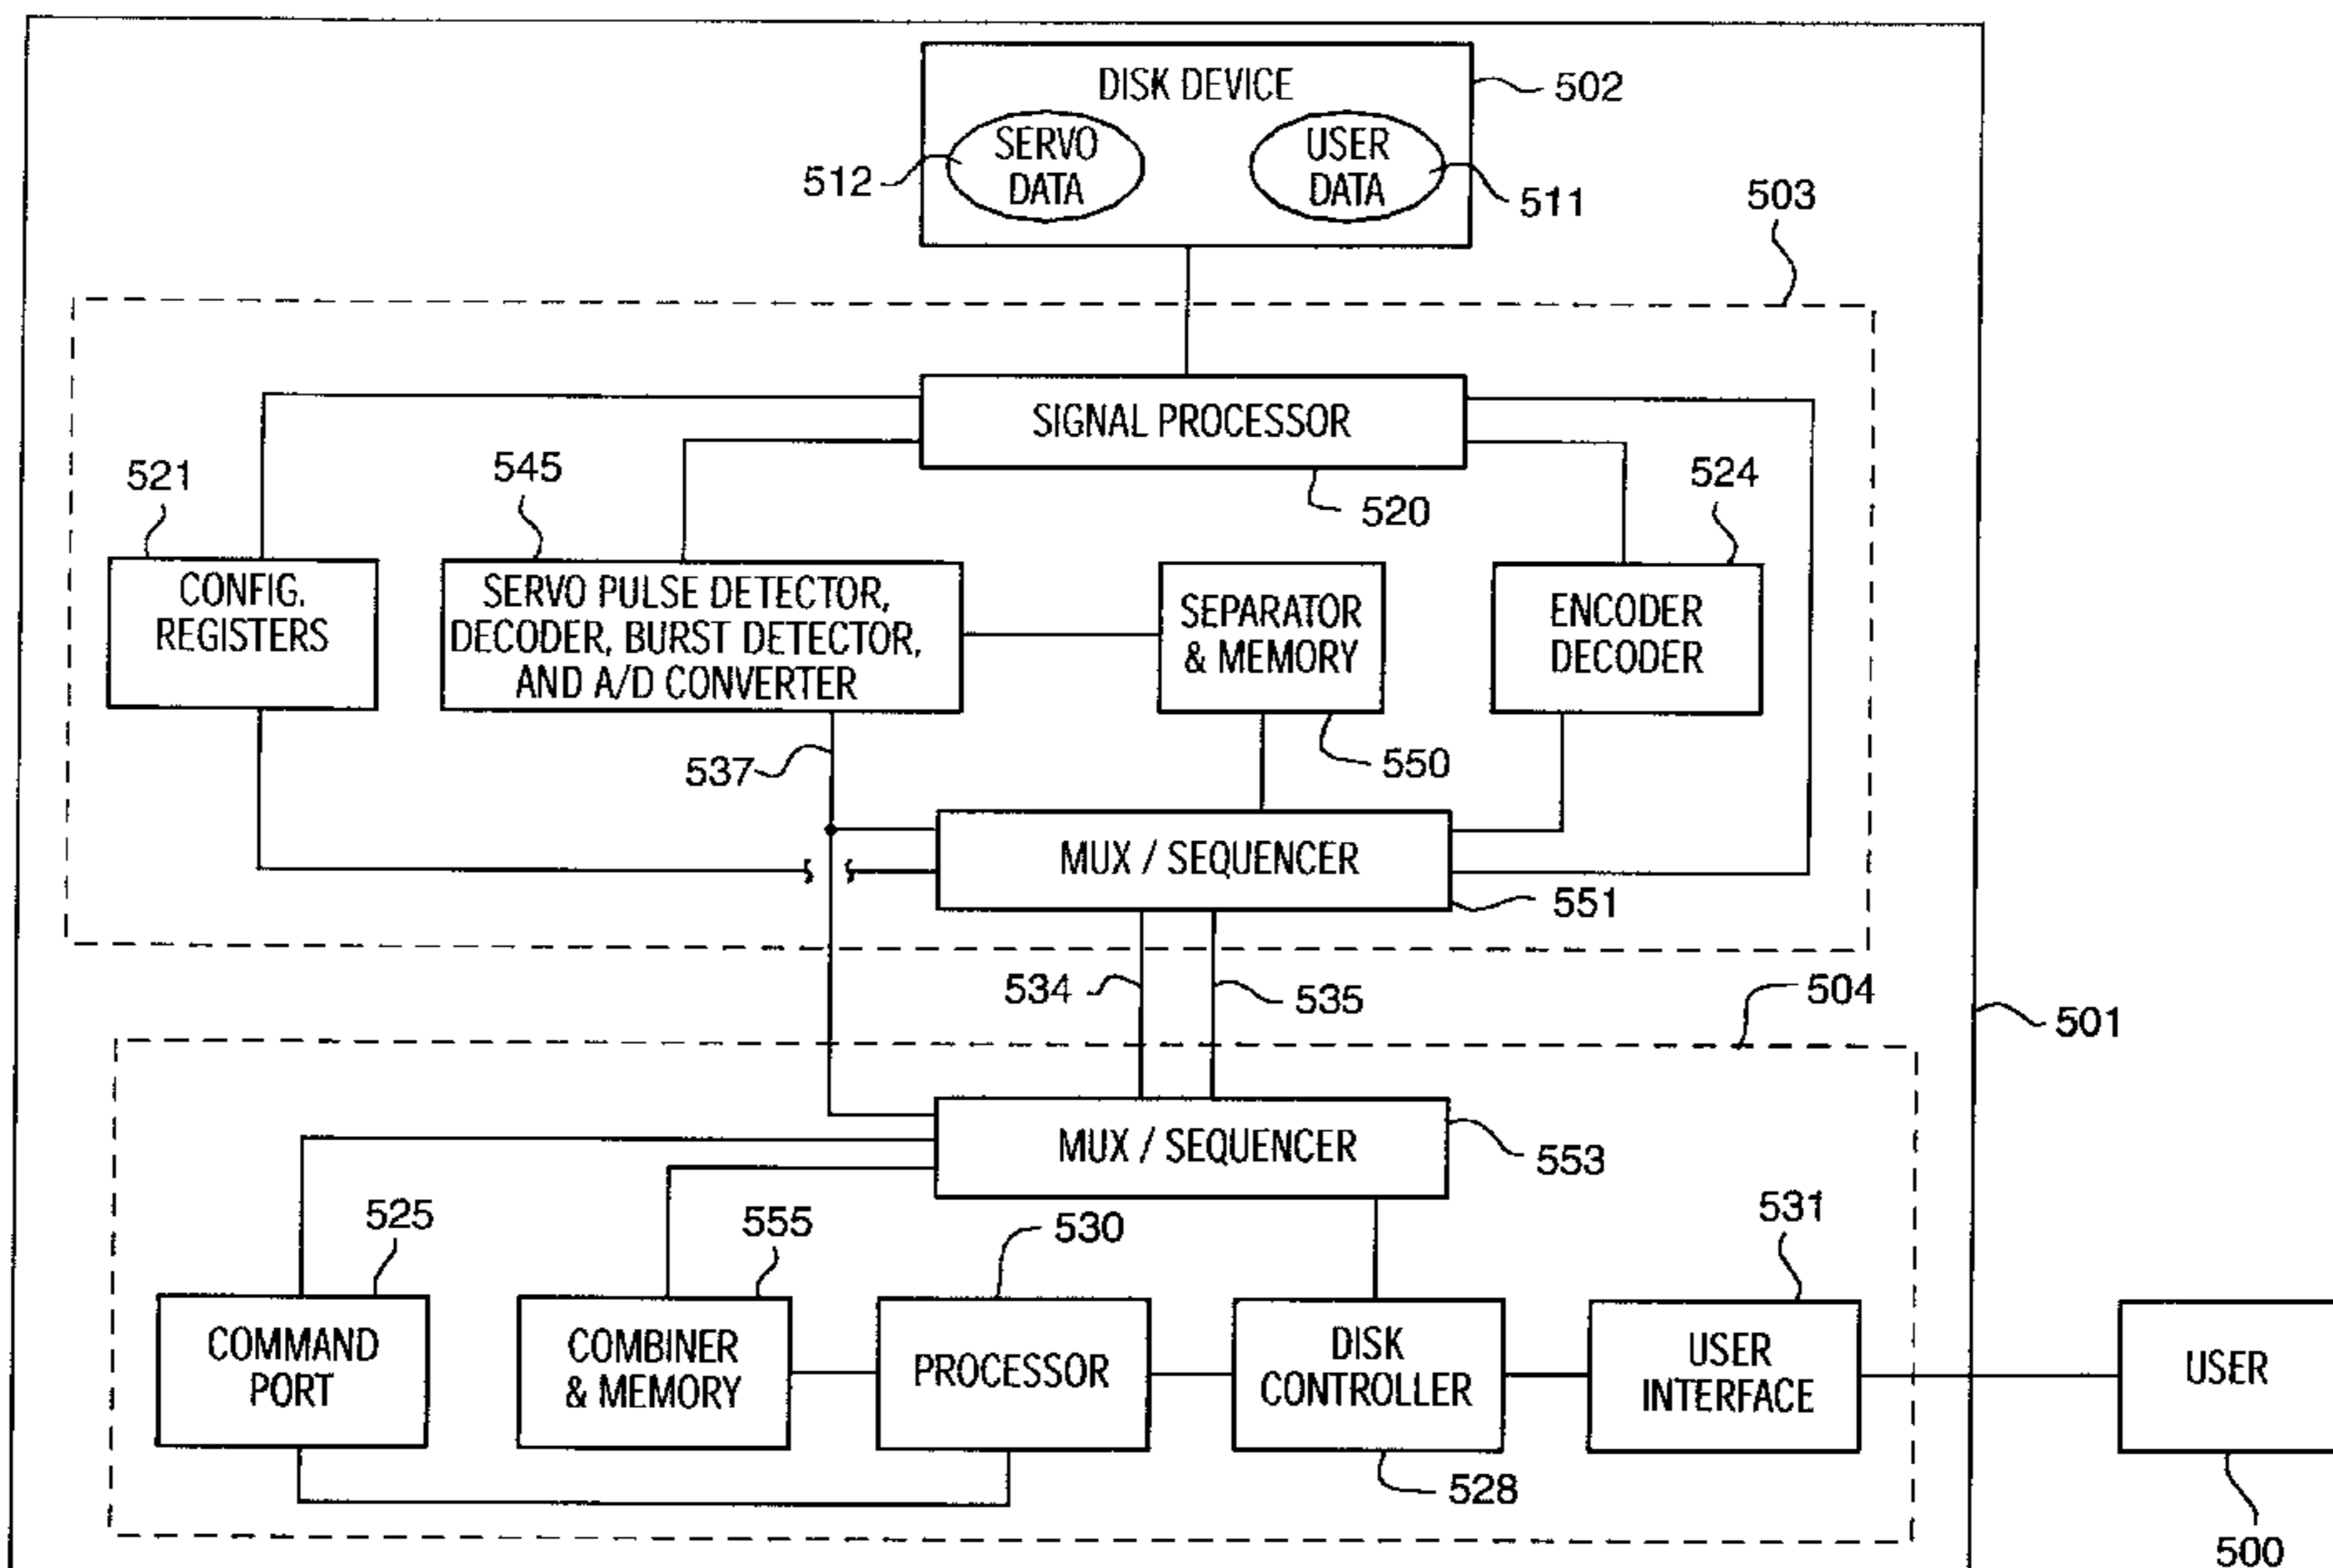 DISK DEVICE
502
SERVO
DATA
USER
DATA
512
511
503
SIGNAL PROCESSOR
520
521
545
524
CONFIG.
REGISTERS
SERVO PULSE DETECTOR,
DECODER, BURST DETECTOR,
AND A/D CONVERTER
SEPARATOR
& MEMORY
ENCODER
DECODER
537
550
MUX / SEQUENCER
551
534
535
504
501
MUX / SEQUENCER
553
525
555
530
531
COMMAND
PORT
COMBINER
& MEMORY
PROCESSOR
DISK
CONTROLLER
USER
INTERFACE
USER
528
500